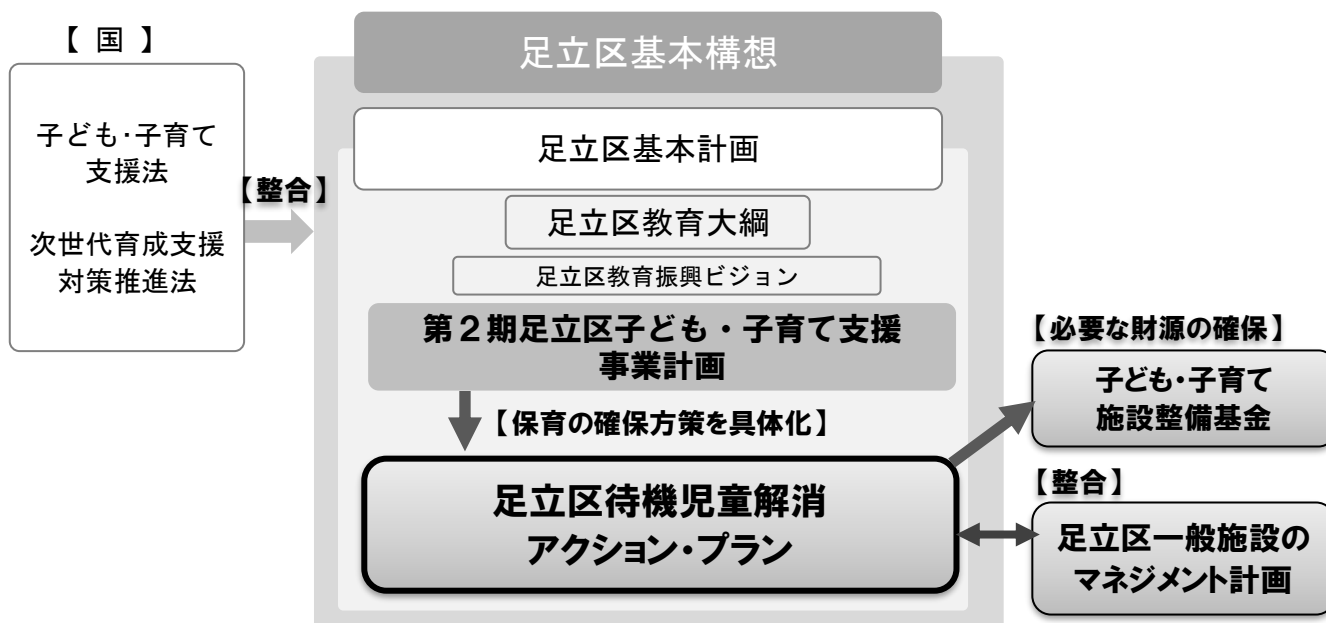 【 国 】
子ども･子育て
支援法
次世代育成支援
対策推進法
【整合】
足立区基本構想
足立区基本計画
足立区教育大綱
足立区教育振興ビジョン
第２期足立区子ども・子育て支援
事業計画
【保育の確保方策を具体化】
足立区待機児童解消
アクション･プラン
【必要な財源の確保】
子ども･子育て
施設整備基金
【整合】
足立区一般施設の
マネジメント計画